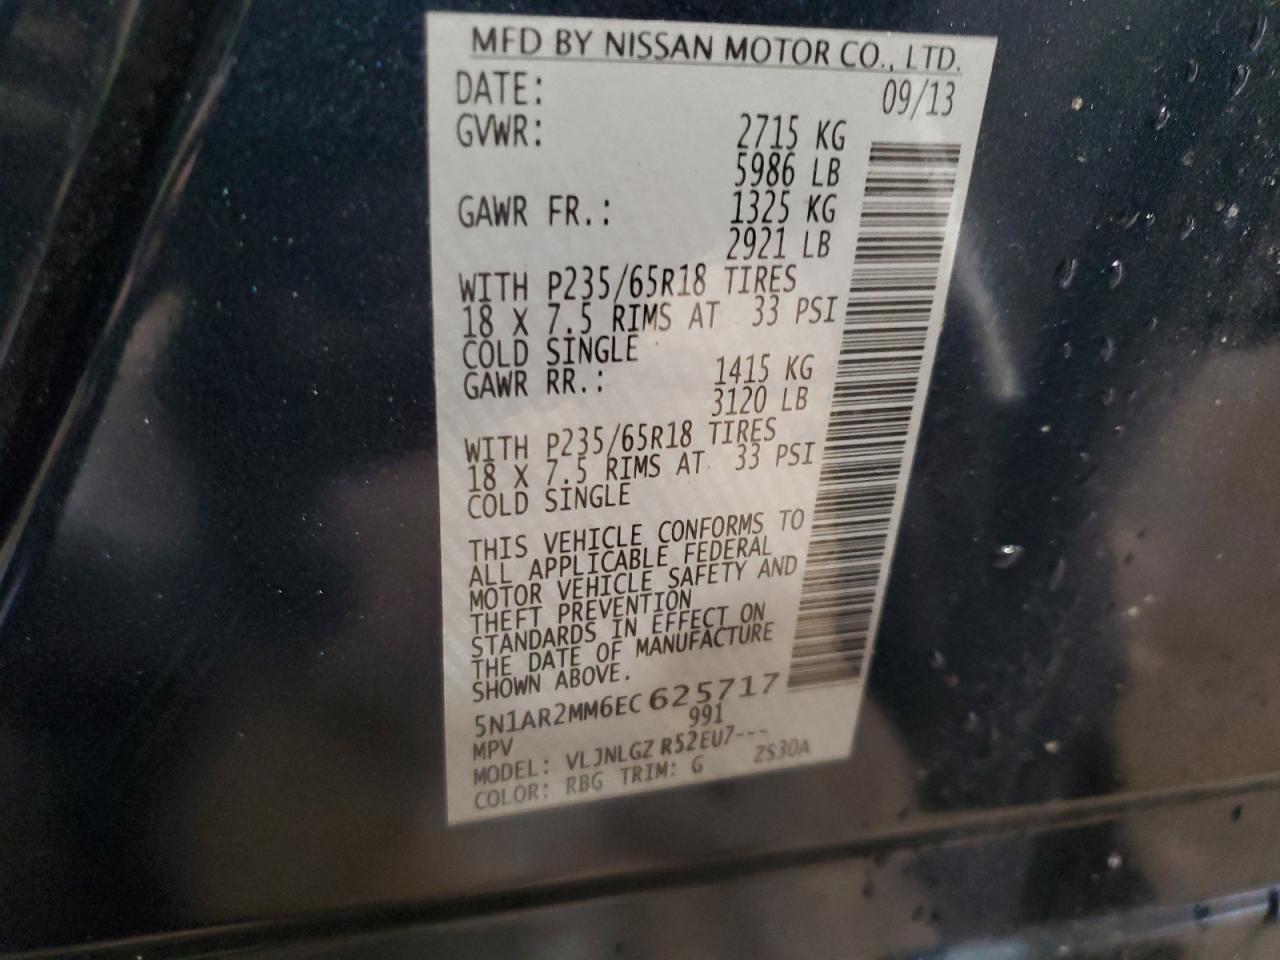 MFD BY NISSAN MOTOR CO., LTD.
DATE: 09/13
GVWR: 2715 KG
5986 LB
GAWR FR.: 1325 KG
2921 LB
WITH P235/65R18 TIRES
18 X 7.5 RIMS AT 33 PSI
COLD SINGLE
GAWR RR.: 1415 KG
3120 LB
WITH P235/65R18 TIRES
18 X 7.5 RIMS AT 33 PSI
COLD SINGLE
THIS VEHICLE CONFORMS TO
ALL APPLICABLE FEDERAL
MOTOR VEHICLE SAFETY AND
THEFT PREVENTION
STANDARDS IN EFFECT ON
THE DATE OF MANUFACTURE
SHOWN ABOVE.
5N1AR2MM6EC625717
MPV 991
MODEL: VLJNLGZ R52EU7---
COLOR: RBG TRIM: G ZS30A